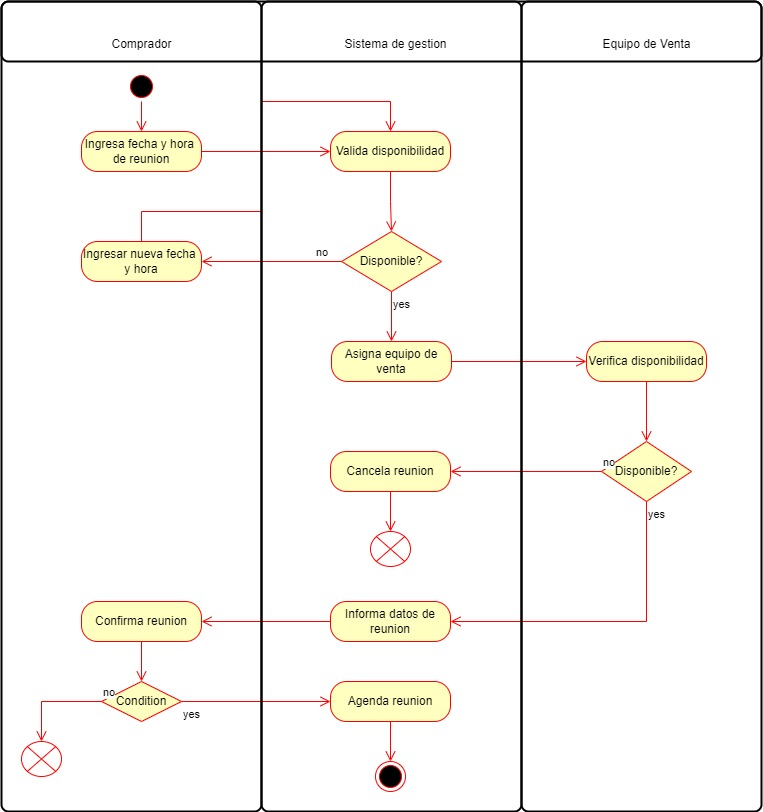 Comprador
Sistema de gestion
Equipo de Venta
Ingresa fecha y hora
de reunion
Valida disponibilidad
Ingresar nueva fecha
y hora
no
Disponible?
yes
Asigna equipo de
venta
Verifica disponibilidad
Cancela reunion
no
Disponible?
yes
Confirma reunion
Informa datos de
reunion
no
Condition
yes
Agenda reunion